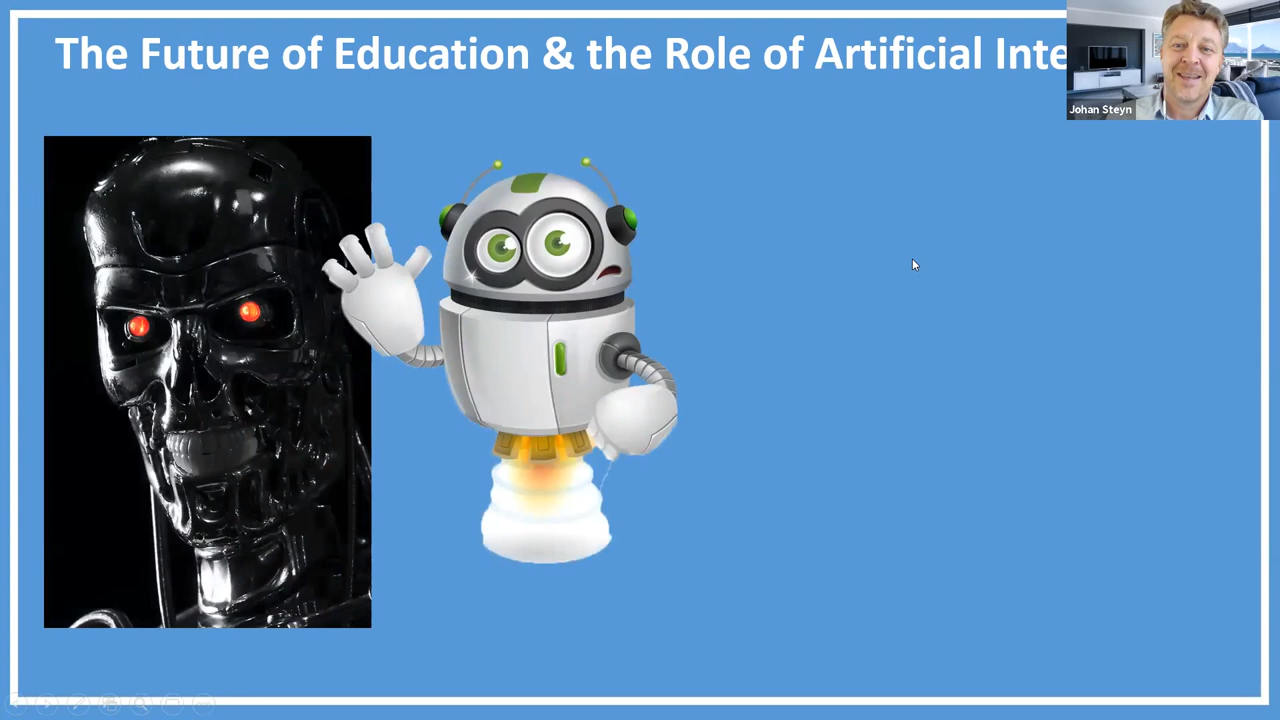 The Future of Education & the Role of Artificial Inte
Johan Steyn